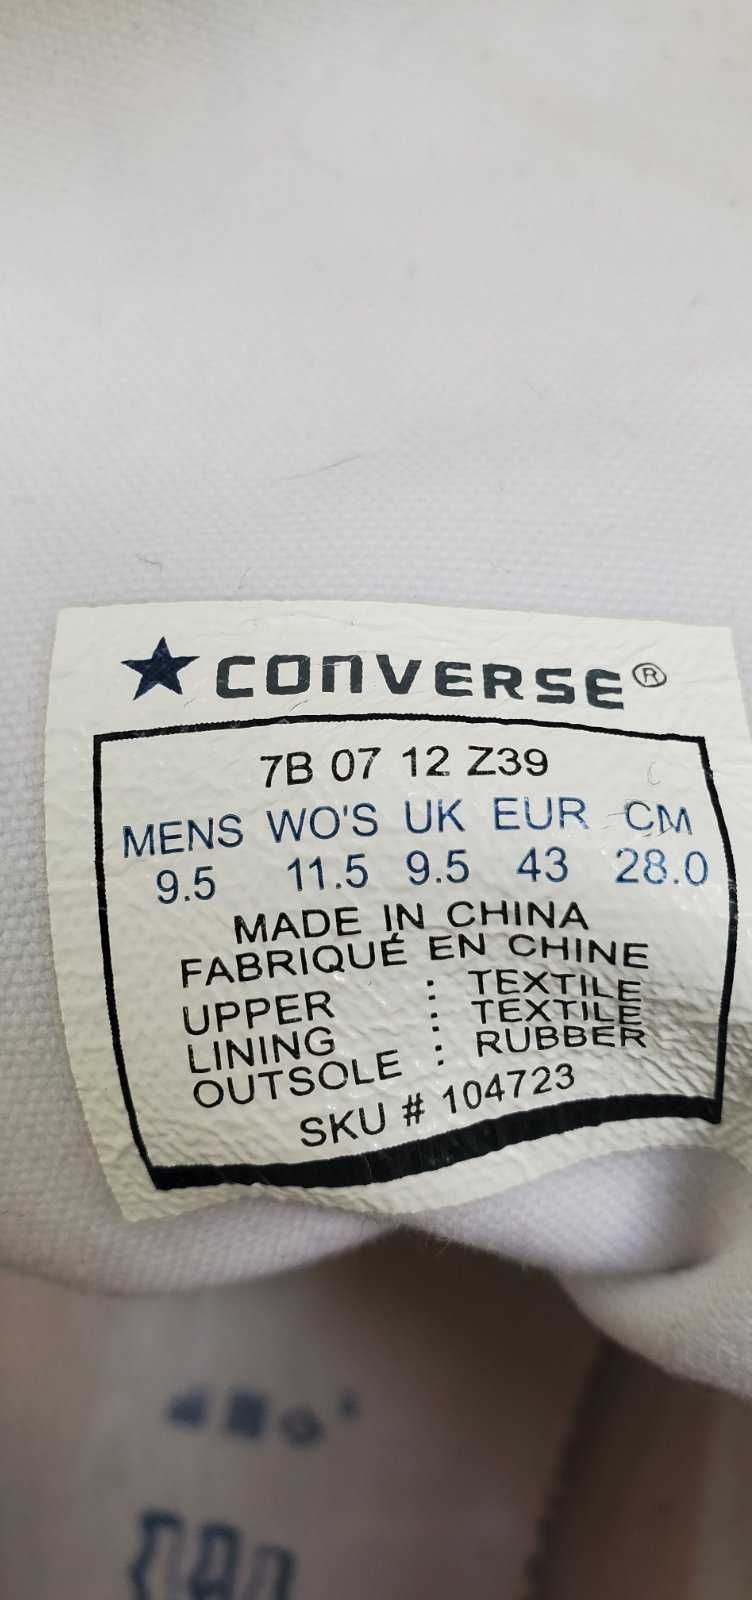 ★ CONVERSE®
7B 07 12 Z39
MENS WO'S UK EUR CM
9.5 11.5 9.5 43 28.0
MADE IN CHINA
FABRIQUÉ EN CHINE
UPPER : TEXTILE
LINING : TEXTILE
OUTSOLE : RUBBER
SKU # 104723